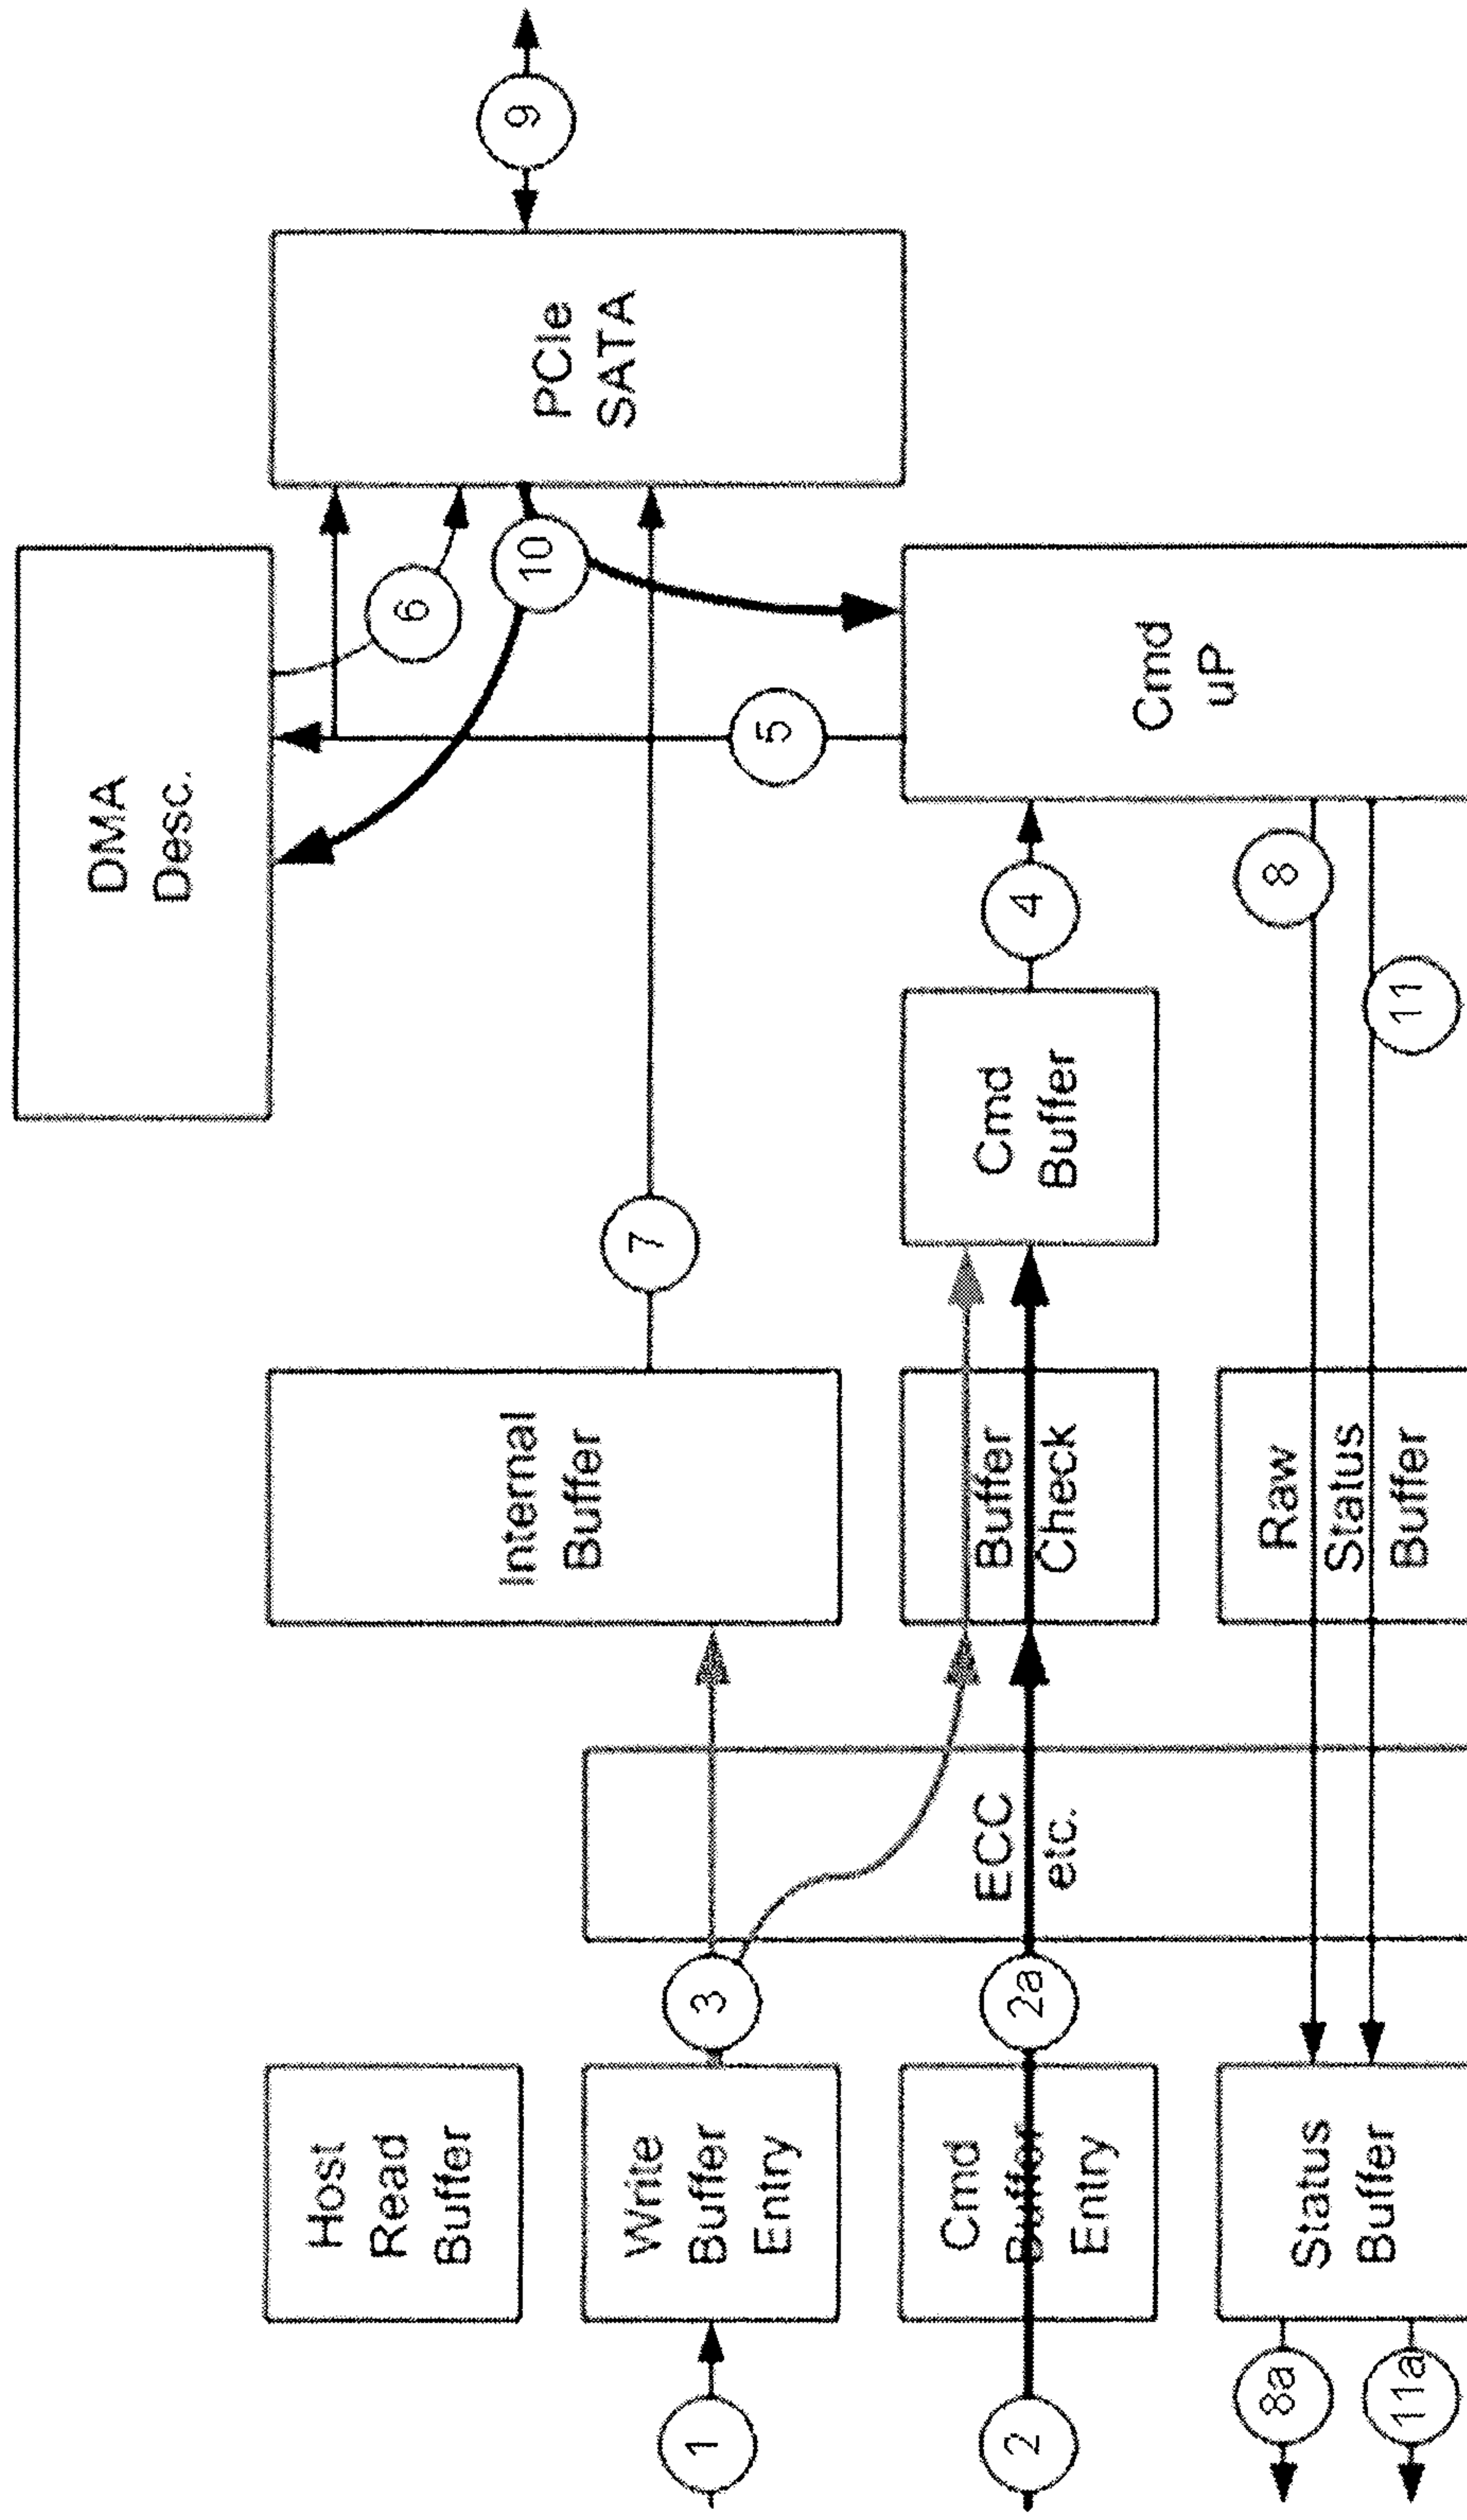 DMA
Desc.
Host
Read
Buffer
Internal
Buffer
6
10
PCIe
SATA
9
1
Write
Buffer
Entry
3
7
5
2
Cmd
Buffer
Entry
2a
ECC
etc.
Buffer
Check
Cmd
Buffer
4
Cmd
uP
8a
11a
Status
Buffer
Raw
Status
Buffer
8
11